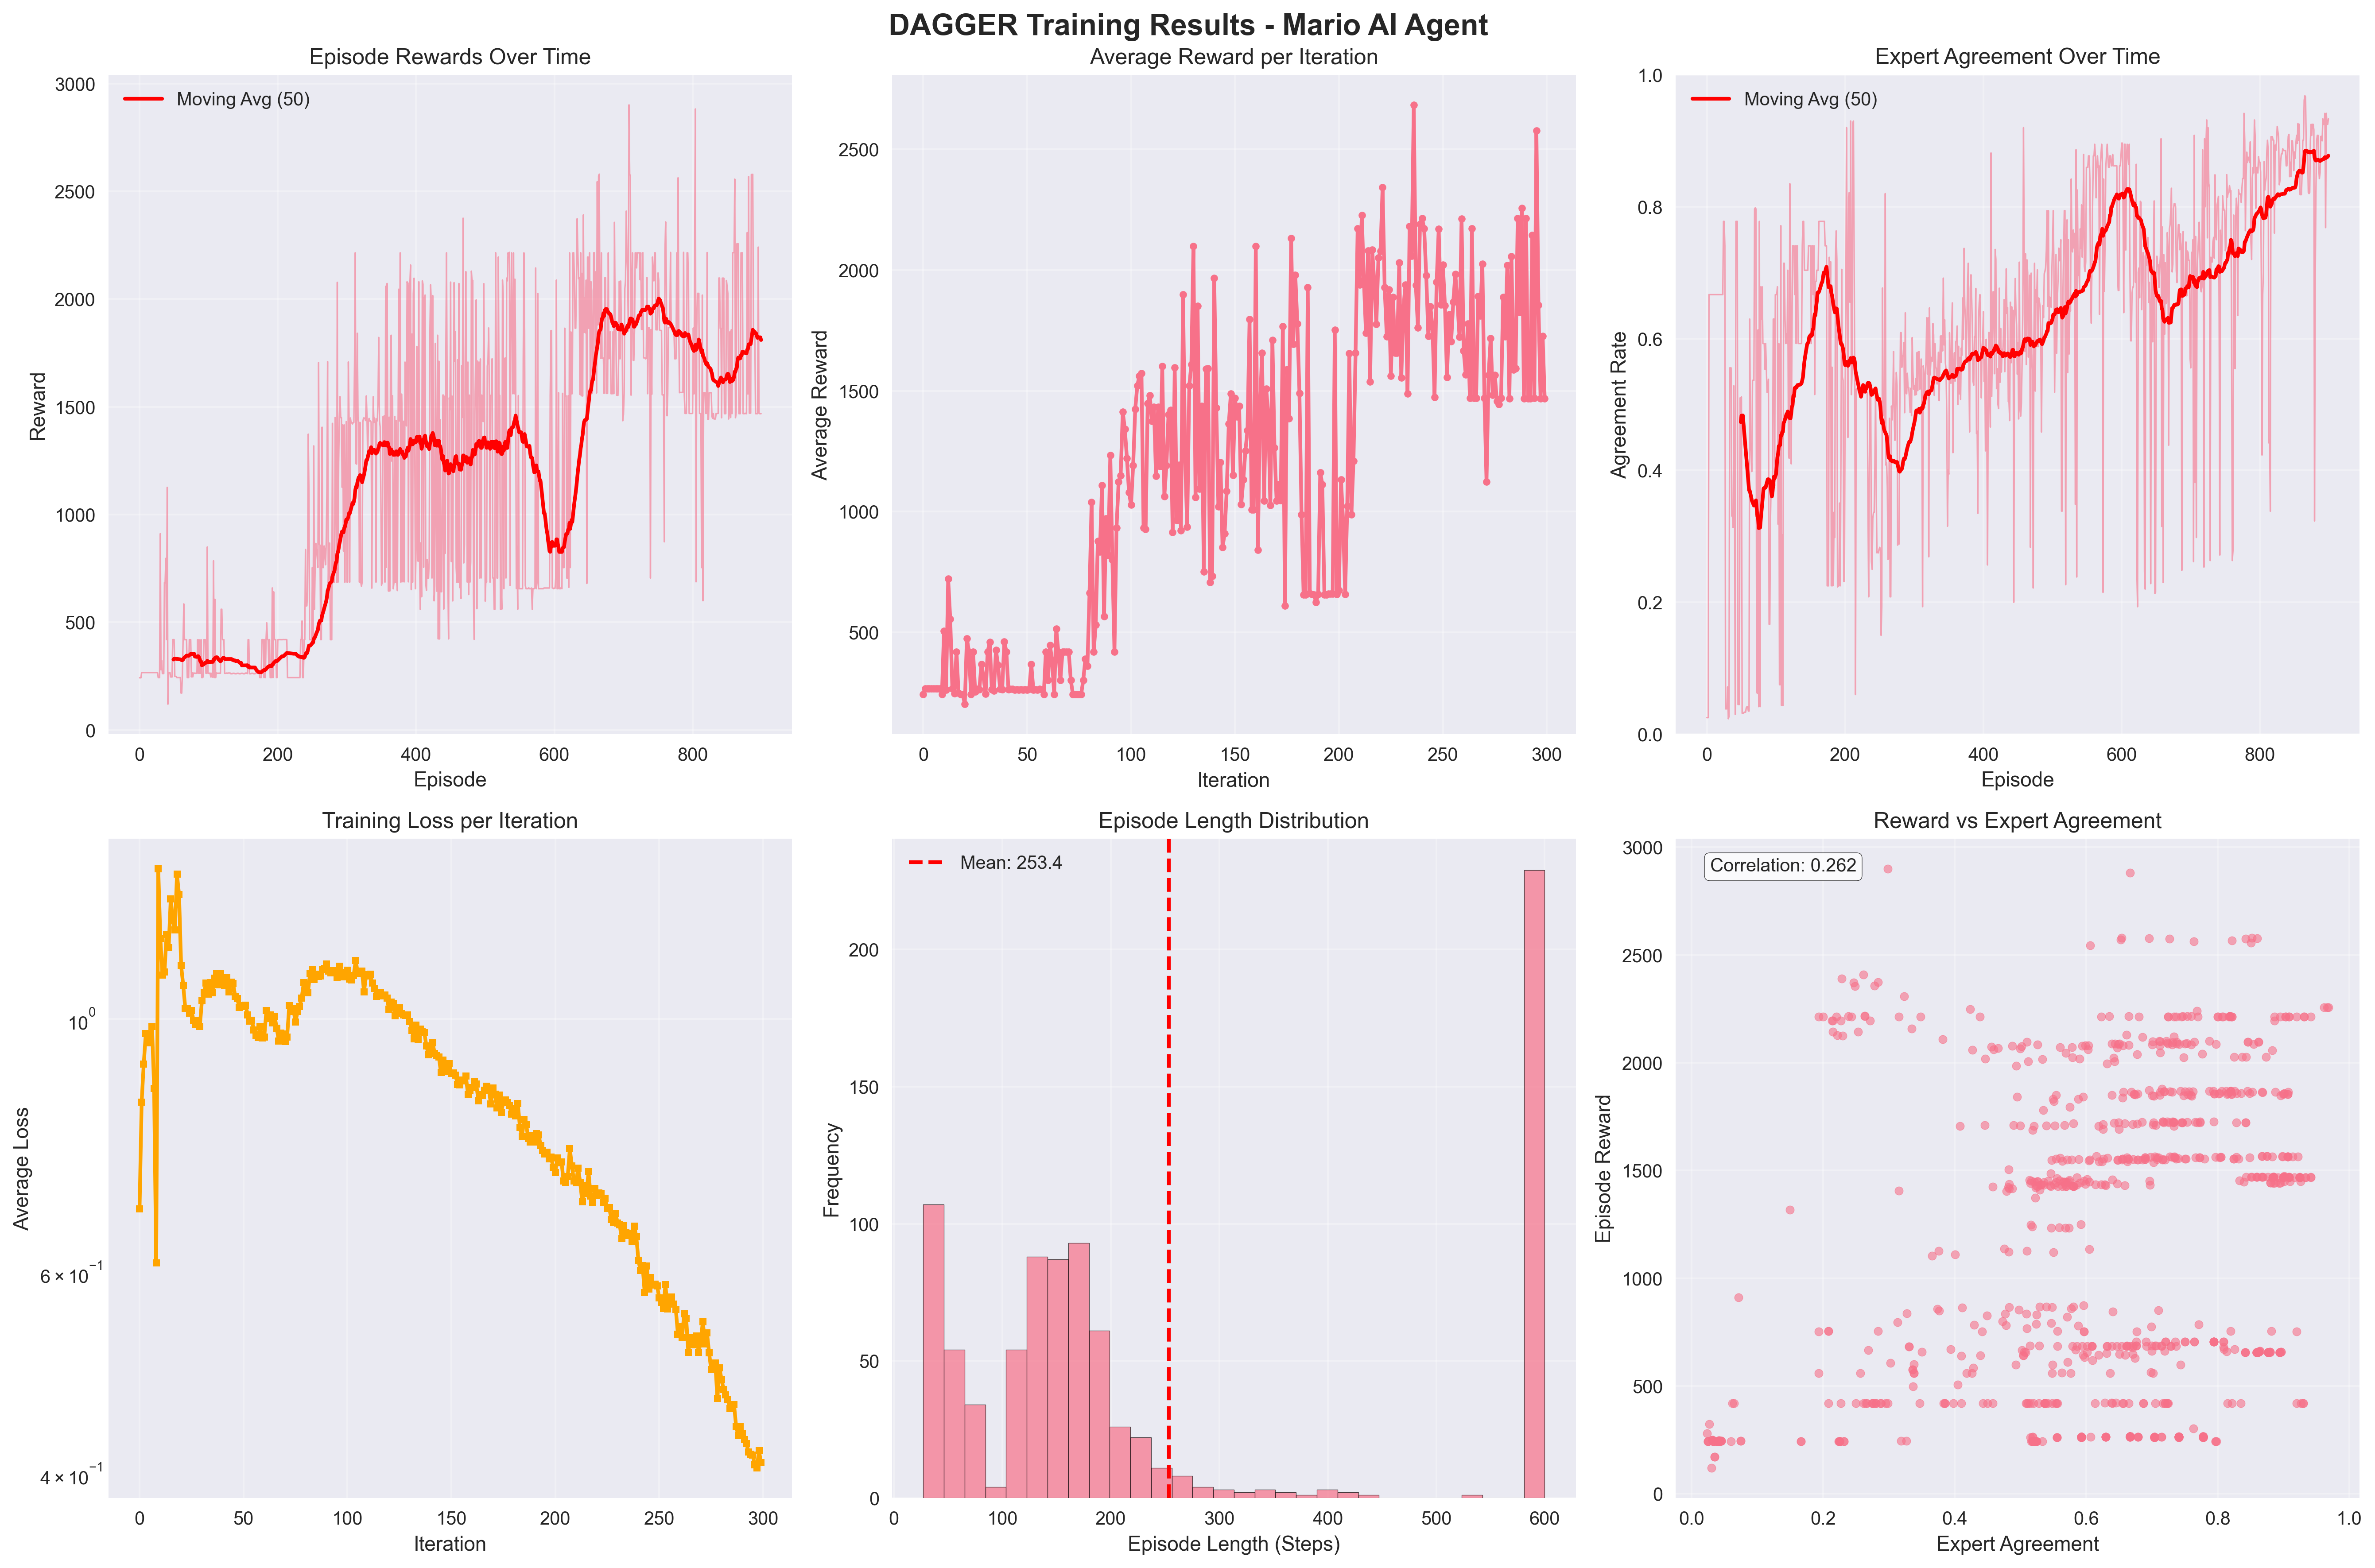 DAGGER Training Results - Mario AI Agent
Episode Rewards Over Time
Moving Avg (50)
3000
2500
2000
1500
1000
500
0
Reward
0 200 400 600 800
Episode
Average Reward per Iteration
2500
2000
1500
1000
500
Average Reward
0 50 100 150 200 250 300
Iteration
Expert Agreement Over Time
Moving Avg (50)
1.0
0.8
0.6
0.4
0.2
0.0
Agreement Rate
0 200 400 600 800
Episode
Training Loss per Iteration
10⁰
6 × 10⁻¹
4 × 10⁻¹
Average Loss
0 50 100 150 200 250 300
Iteration
Episode Length Distribution
Mean: 253.4
200
150
100
50
0
Frequency
0 100 200 300 400 500 600
Episode Length (Steps)
Reward vs Expert Agreement
Correlation: 0.262
3000
2500
2000
1500
1000
500
0
Episode Reward
0.0 0.2 0.4 0.6 0.8 1.0
Expert Agreement